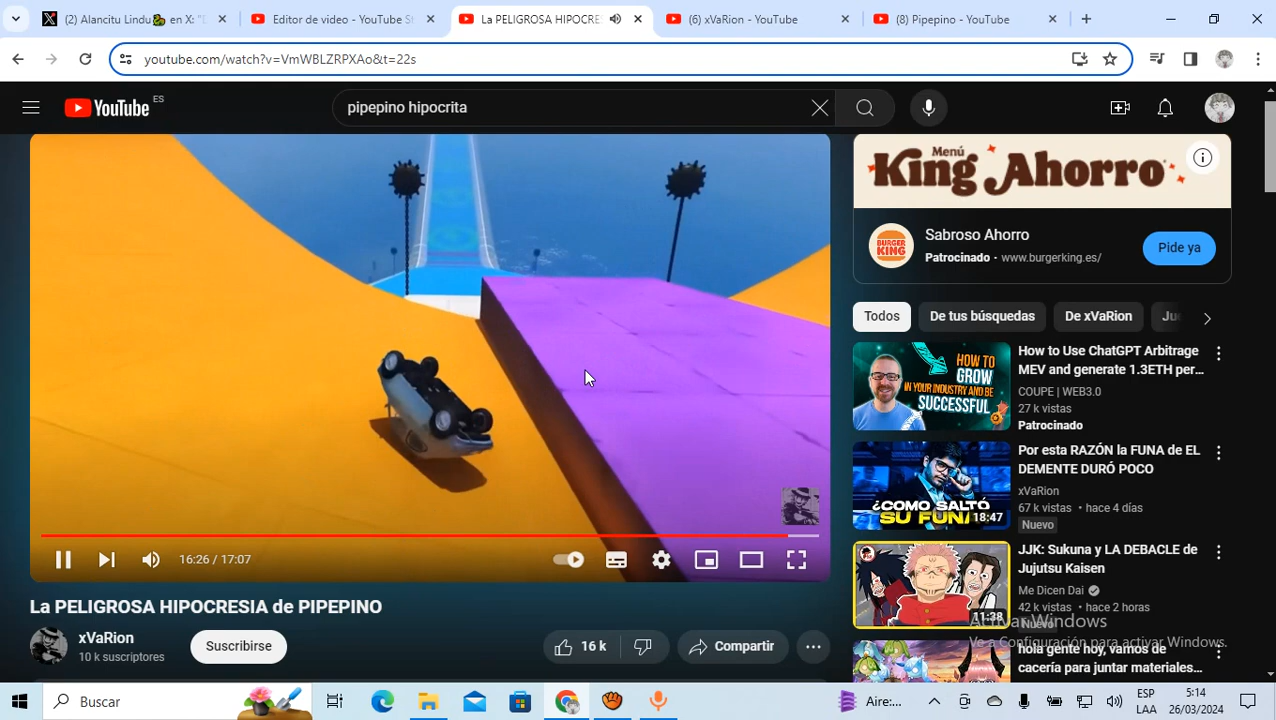 (2) Alancitu Lindu🐍 en X: "
Editor de video - YouTube St
La PELIGROSA HIPOCRES
(6) xVaRion - YouTube
(8) Pipepino - YouTube
youtube.com/watch?v=VmWBLZRPXAo&t=22s
YouTube ES
pipepino hipocrita
Menú
King Ahorro
BURGER KING
Sabroso Ahorro
Patrocinado · www.burgerking.es/
Pide ya
Todos
De tus búsquedas
De xVaRion
Ju
HOW TO GROW
IN YOUR INDUSTRY AND BE
SUCCESSFUL
How to Use ChatGPT Arbitrage
MEV and generate 1.3ETH per...
COUPE | WEB3.0
27 k vistas
Patrocinado
¿COMO SALTÓ
SU FUNA
18:47
Por esta RAZÓN la FUNA de EL
DEMENTE DURÓ POCO
xVaRion
67 k vistas · hace 4 días
Nuevo
11:38
JJK: Sukuna y LA DEBACLE de
Jujutsu Kaisen
Me Dicen Dai
42 k vistas · hace 2 horas
Nuevo
hola gente hoy, vamos de
cacería para juntar materiales...
Activar Windows
Ve a Configuración para activar Windows.
16:26 / 17:07
La PELIGROSA HIPOCRESIA de PIPEPINO
xVaRion
10 k suscriptores
Suscribirse
16 k
Compartir
Buscar
Aire:...
ESP
LAA
5:14
26/03/2024